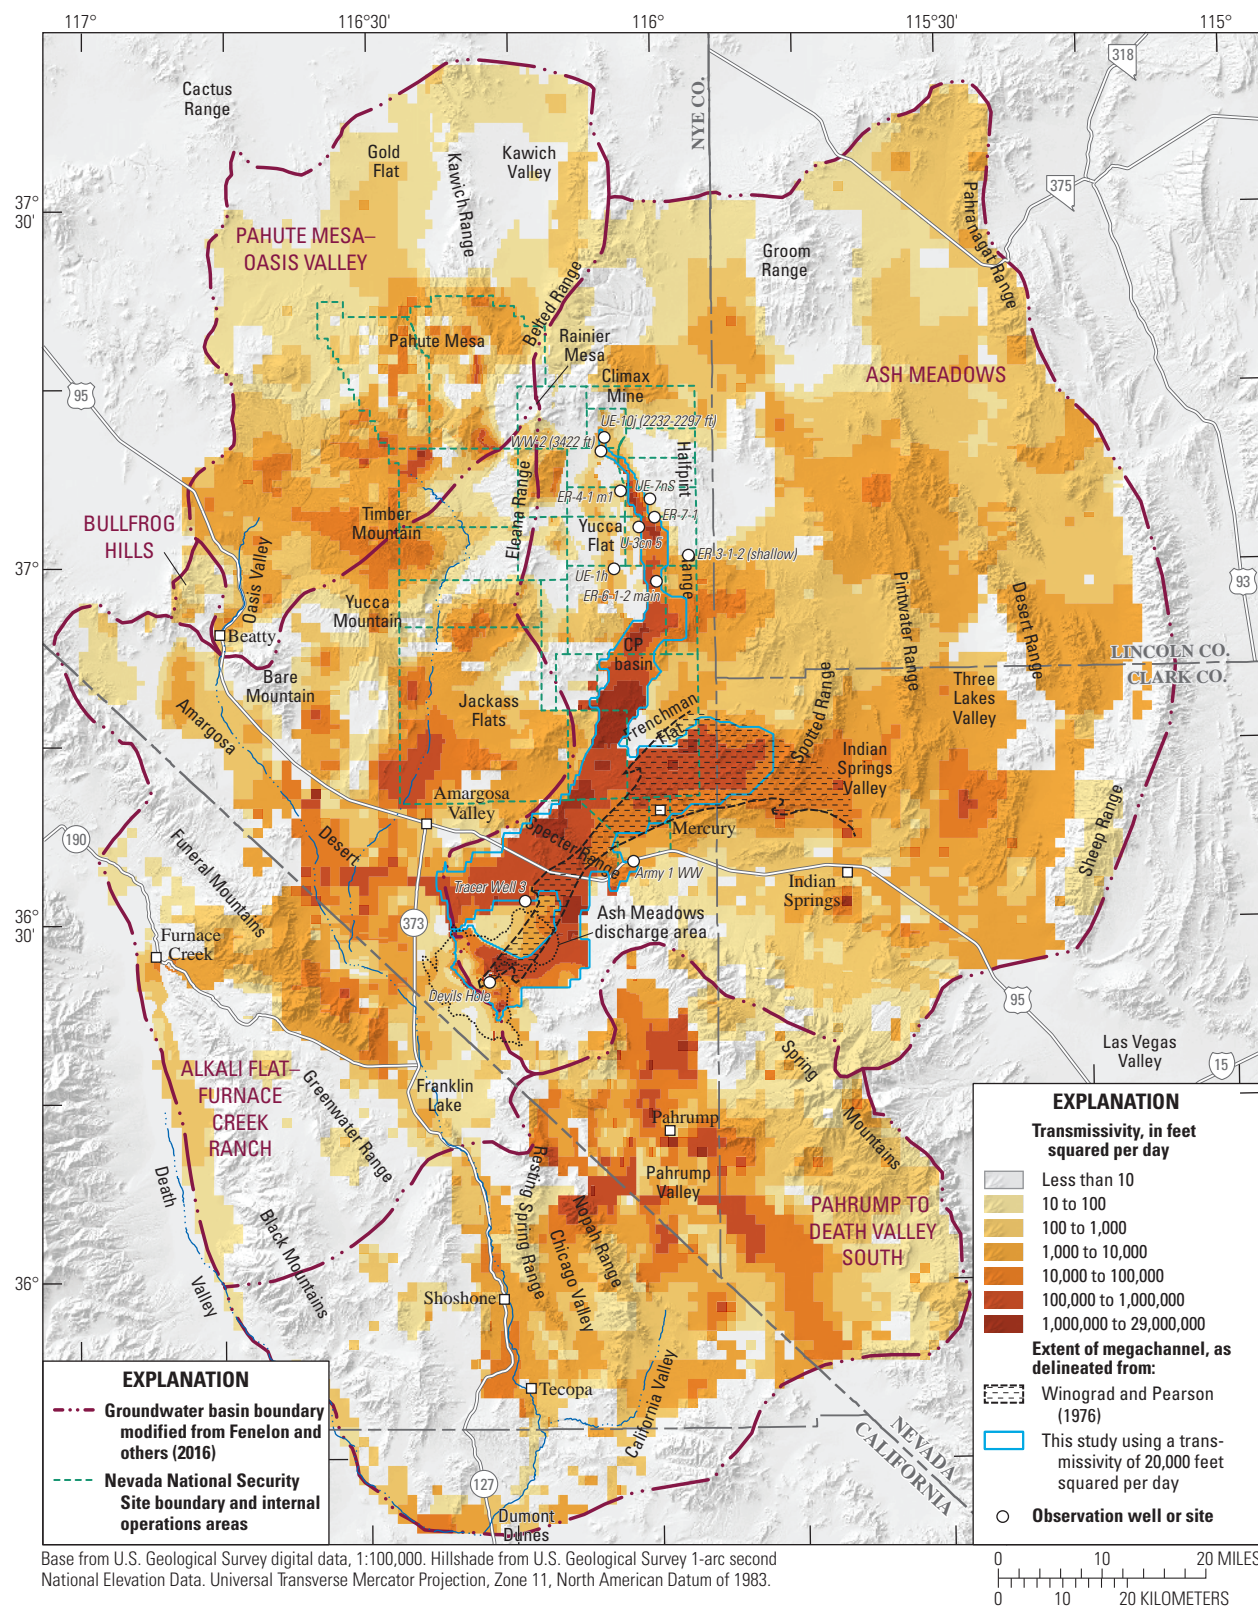 117°
116°30'
116°
115°30'
115°
318
Cactus
Range
NYE CO.
Gold
Flat
Kawich Range
Kawich
Valley
375
37°
30'
Pahranagat Range
PAHUTE MESA–
OASIS VALLEY
Groom
Range
Belted Range
Pahute Mesa
Rainier
Mesa
Climax
Mine
ASH MEADOWS
95
UE-10j (2232-2297 ft)
WW-2 (3422 ft)
Halfpint
Range
Eleana Range
ER-4-1 m1
UE-7nS
ER-7-1
BULLFROG
HILLS
Timber
Mountain
Yucca
Flat
U-3cn 5
ER 3-1-2 (shallow)
37°
Oasis Valley
UE-1h
ER-6-1-2 main
Pintwater Range
Desert Range
93
Yucca
Mountain
Beatty
CP
basin
LINCOLN CO.
CLARK CO.
Bare
Mountain
Spotted Range
Three
Lakes
Valley
Amargosa
Desert
Jackass
Flats
Frenchman
Flat
Indian
Springs
Valley
Amargosa
Valley
Sheep Range
190
Funeral Mountains
Specter Range
Mercury
Army 1 WW
Tracer Well 3
Indian
Springs
Ash Meadows
discharge area
36°
30'
373
Furnace
Creek
Devils Hole
95
Las Vegas
Valley
15
Spring
Mountains
ALKALI FLAT–
FURNACE
CREEK
RANCH
Greenwater Range
Franklin
Lake
Pahrump
Death
Valley
Resting Spring Range
Pahrump
Valley
Nopah Range
Chicago Valley
PAHRUMP TO
DEATH VALLEY
SOUTH
Black Mountains
36°
Shoshone
Tecopa
California Valley
NEVADA
CALIFORNIA
127
Dumont
Dunes
EXPLANATION
Transmissivity, in feet
squared per day
Less than 10
10 to 100
100 to 1,000
1,000 to 10,000
10,000 to 100,000
100,000 to 1,000,000
1,000,000 to 29,000,000
Extent of megachannel, as
delineated from:
Winograd and Pearson
(1976)
This study using a trans-
missivity of 20,000 feet
squared per day
Observation well or site
EXPLANATION
Groundwater basin boundary
modified from Fenelon and
others (2016)
Nevada National Security
Site boundary and internal
operations areas
Base from U.S. Geological Survey digital data, 1:100,000. Hillshade from U.S. Geological Survey 1-arc second
National Elevation Data. Universal Transverse Mercator Projection, Zone 11, North American Datum of 1983.
0 10 20 MILES
0 10 20 KILOMETERS